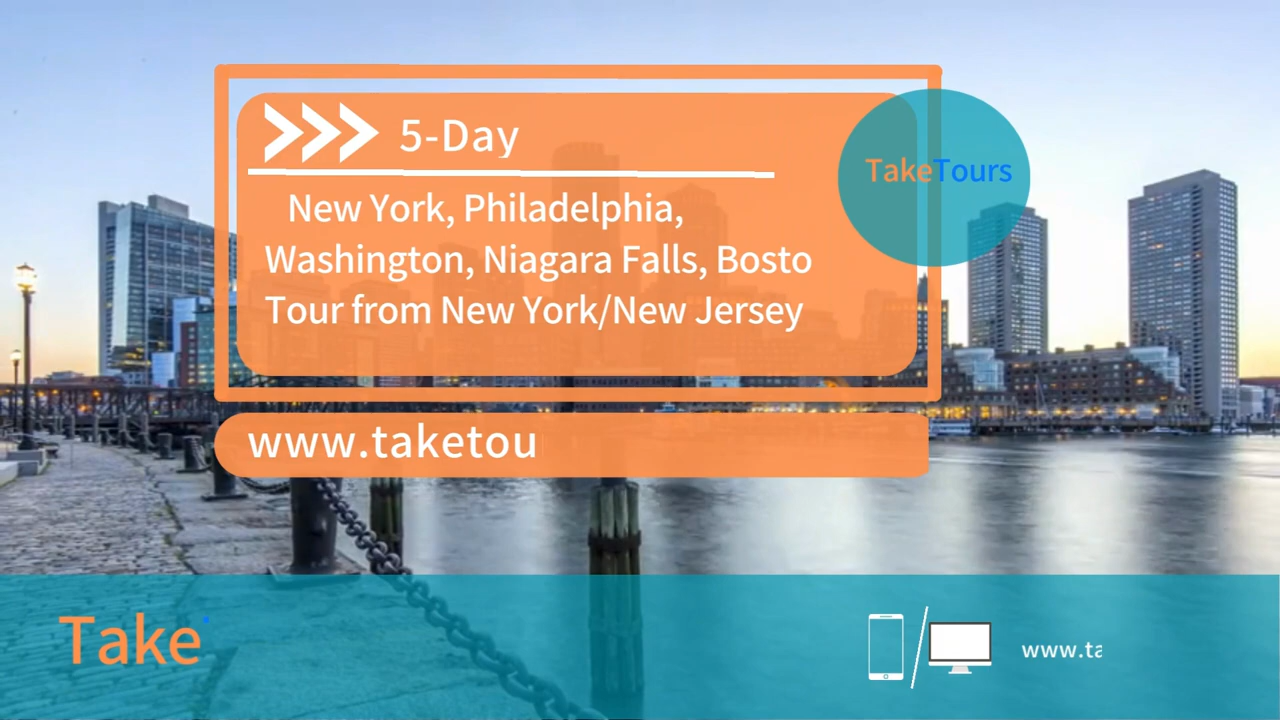 5-Day
New York, Philadelphia,
Washington, Niagara Falls, Bosto
Tour from New York/New Jersey
TakeTours
www.taketou
Take
www.ta